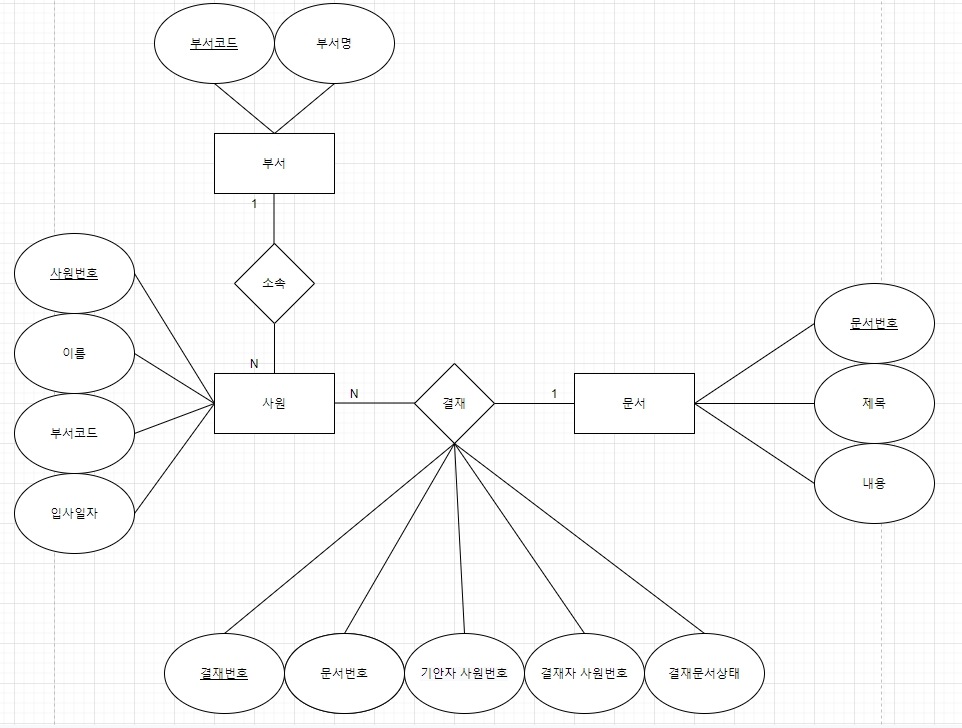 부서코드
부서명
부서
1
소속
N
사원번호
이름
부서코드
입사일자
사원
N
결재
1
문서
문서번호
제목
내용
결재번호
문서번호
기안자 사원번호
결재자 사원번호
결재문서상태